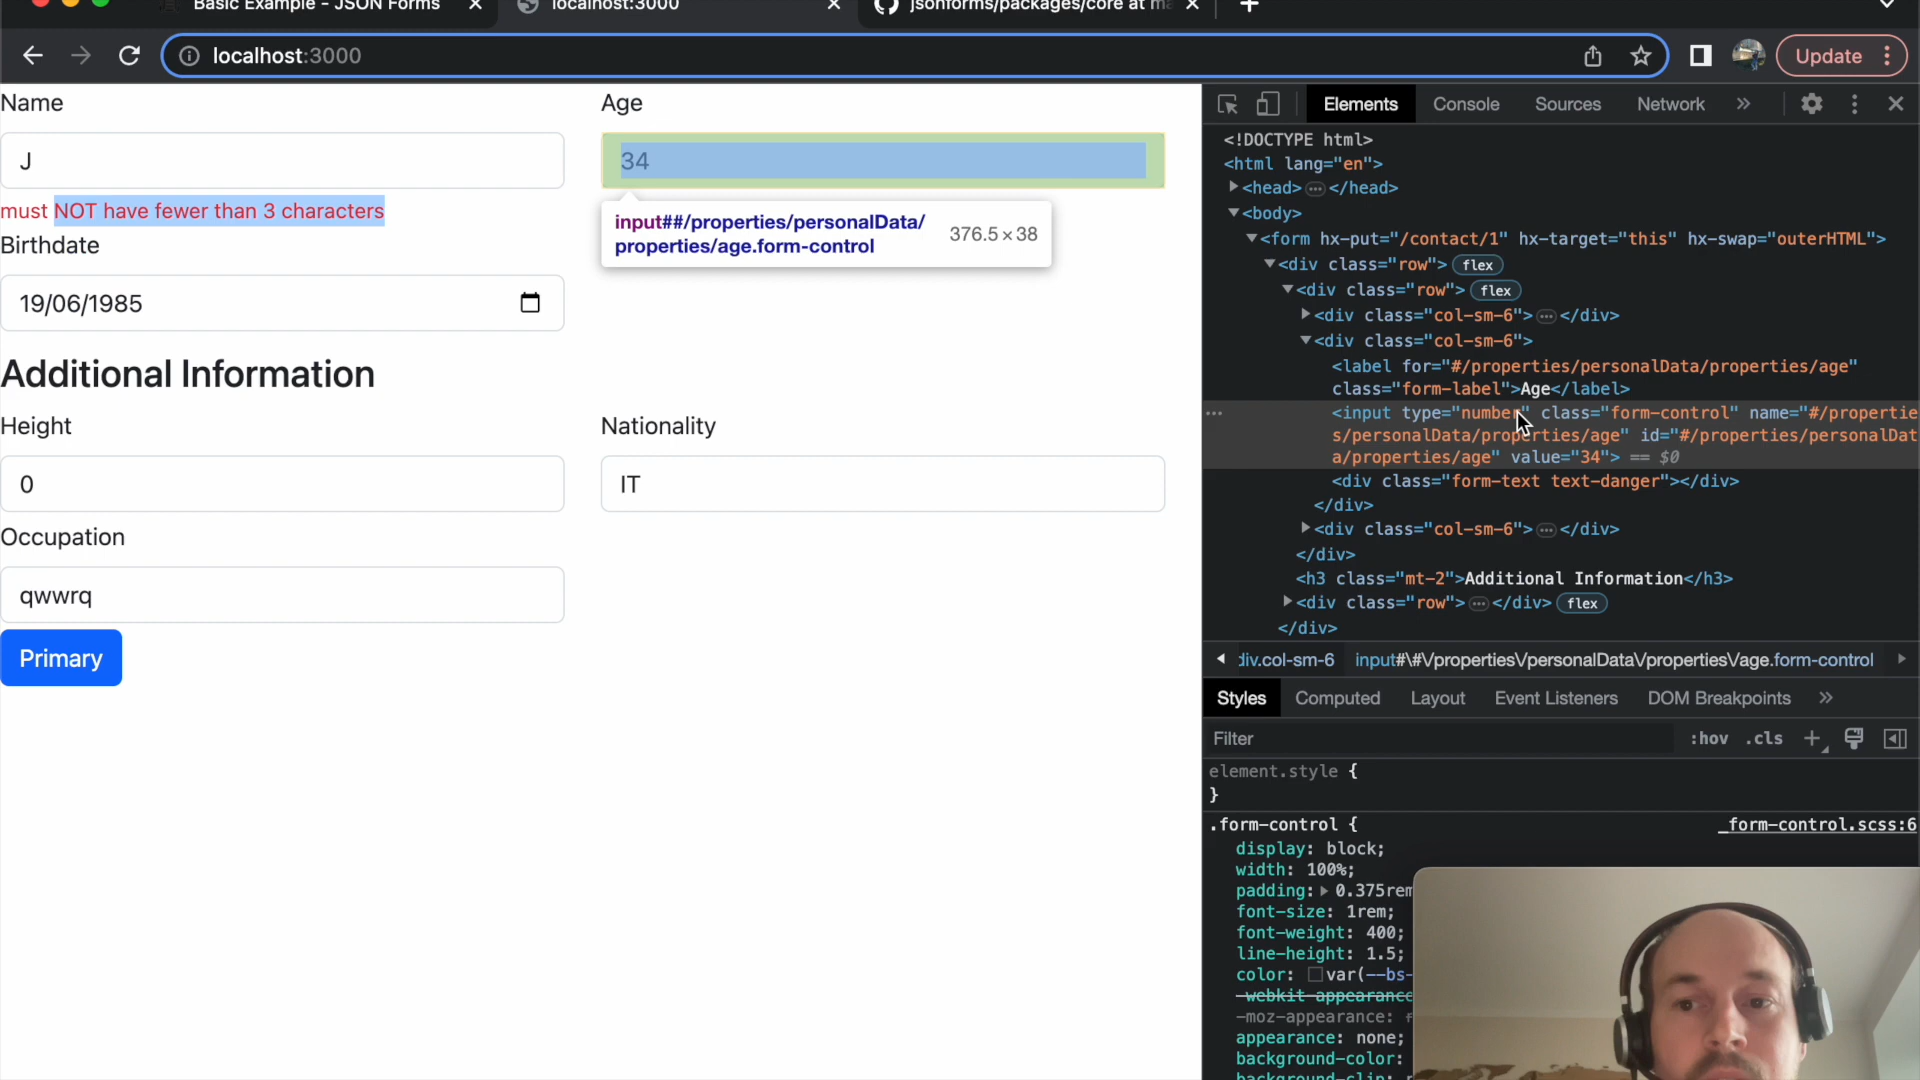 Basic Example - JSON Forms
localhost:3000
jsonforms/packages/core at ma
localhost:3000
Update
Name
Age
J
34
must NOT have fewer than 3 characters
input##/properties/personalData/
properties/age.form-control
376.5×38
Birthdate
19/06/1985
Additional Information
Height
Nationality
0
IT
Occupation
qwwrq
Primary
Elements
Console
Sources
Network
<!DOCTYPE html>
<html lang="en">
<head>…</head>
<body>
<form hx-put="/contact/1" hx-target="this" hx-swap="outerHTML">
<div class="row"> flex
<div class="row"> flex
<div class="col-sm-6">…</div>
<div class="col-sm-6">
<label for="#/properties/personalData/properties/age"
class="form-label">Age</label>
<input type="number" class="form-control" name="#/propertie
s/personalData/properties/age" id="#/properties/personalDat
a/properties/age" value="34"> == $0
<div class="form-text text-danger"></div>
</div>
<div class="col-sm-6">…</div>
</div>
<h3 class="mt-2">Additional Information</h3>
<div class="row">…</div> flex
</div>
div.col-sm-6
input#\#\/properties\/personalData\/properties\/age.form-control
Styles
Computed
Layout
Event Listeners
DOM Breakpoints
Filter
:hov
.cls
element.style {
}
.form-control {
_form-control.scss:6
display: block;
width: 100%;
padding: 0.375rem
font-size: 1rem;
font-weight: 400;
line-height: 1.5;
color: var(--bs-
-webkit-appearance
-moz-appearance:
appearance: none;
background-color:
background-clip: